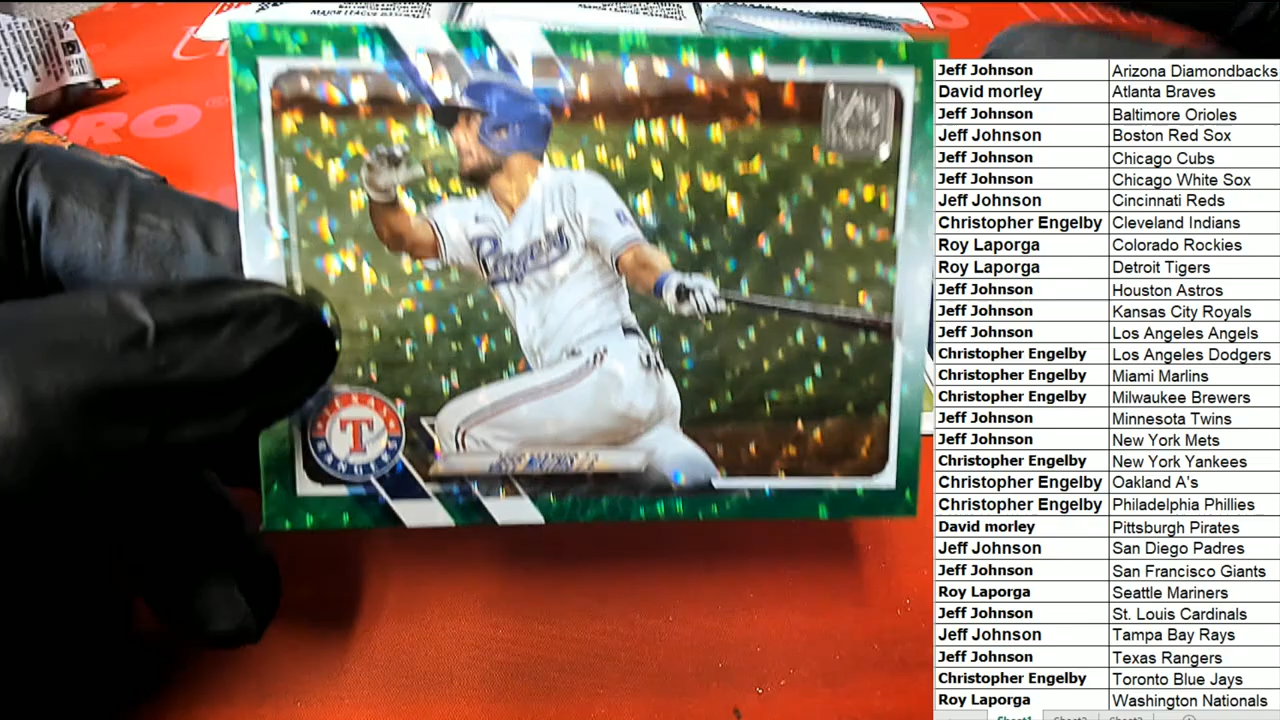 MAJOR LEAGUE BASEBALL
PRO
Rangers
TEXAS
T
RANGERS
Jeff Johnson Arizona Diamondbacks
David morley Atlanta Braves
Jeff Johnson Baltimore Orioles
Jeff Johnson Boston Red Sox
Jeff Johnson Chicago Cubs
Jeff Johnson Chicago White Sox
Jeff Johnson Cincinnati Reds
Christopher Engelby Cleveland Indians
Roy Laporga Colorado Rockies
Roy Laporga Detroit Tigers
Jeff Johnson Houston Astros
Jeff Johnson Kansas City Royals
Jeff Johnson Los Angeles Angels
Christopher Engelby Los Angeles Dodgers
Christopher Engelby Miami Marlins
Christopher Engelby Milwaukee Brewers
Jeff Johnson Minnesota Twins
Jeff Johnson New York Mets
Christopher Engelby New York Yankees
Christopher Engelby Oakland A's
Christopher Engelby Philadelphia Phillies
David morley Pittsburgh Pirates
Jeff Johnson San Diego Padres
Jeff Johnson San Francisco Giants
Roy Laporga Seattle Mariners
Jeff Johnson St. Louis Cardinals
Jeff Johnson Tampa Bay Rays
Jeff Johnson Texas Rangers
Christopher Engelby Toronto Blue Jays
Roy Laporga Washington Nationals
Sheet1 Sheet2 Sheet3